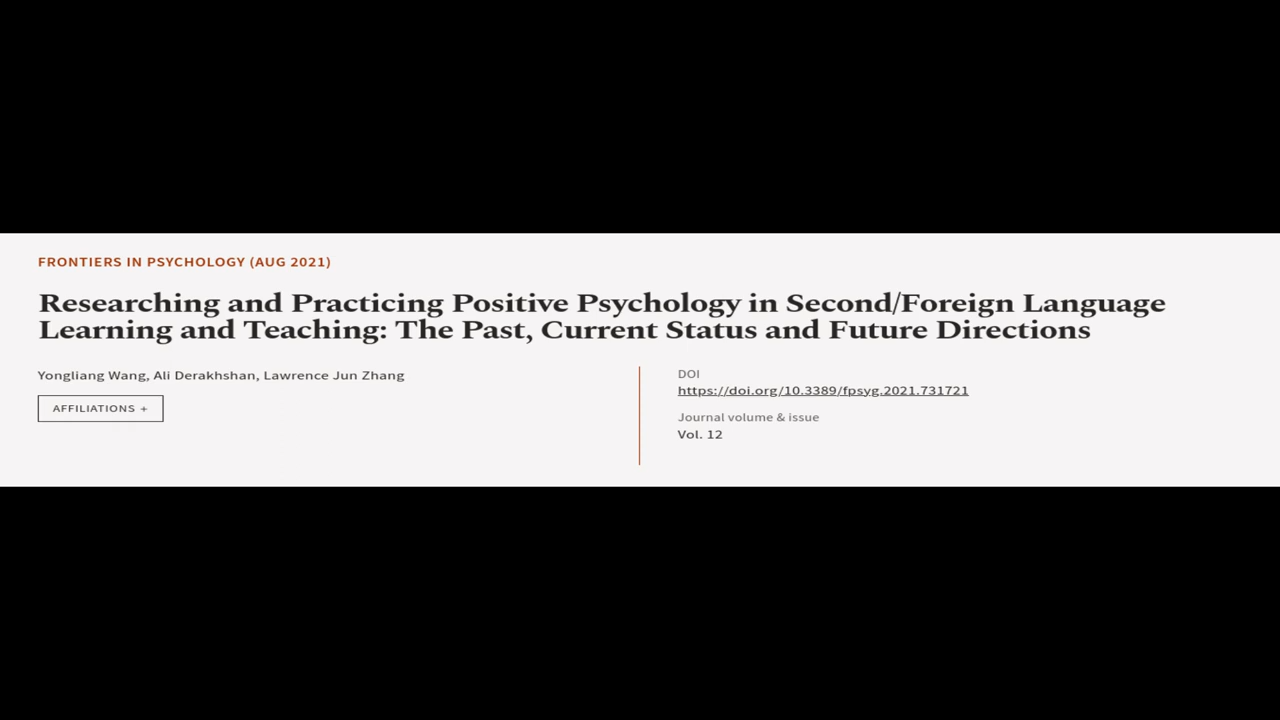 FRONTIERS IN PSYCHOLOGY (AUG 2021)
Researching and Practicing Positive Psychology in Second/Foreign Language
Learning and Teaching: The Past, Current Status and Future Directions
Yongliang Wang, Ali Derakhshan, Lawrence Jun Zhang
AFFILIATIONS +
DOI
https://doi.org/10.3389/fpsyg.2021.731721
Journal volume & issue
Vol. 12